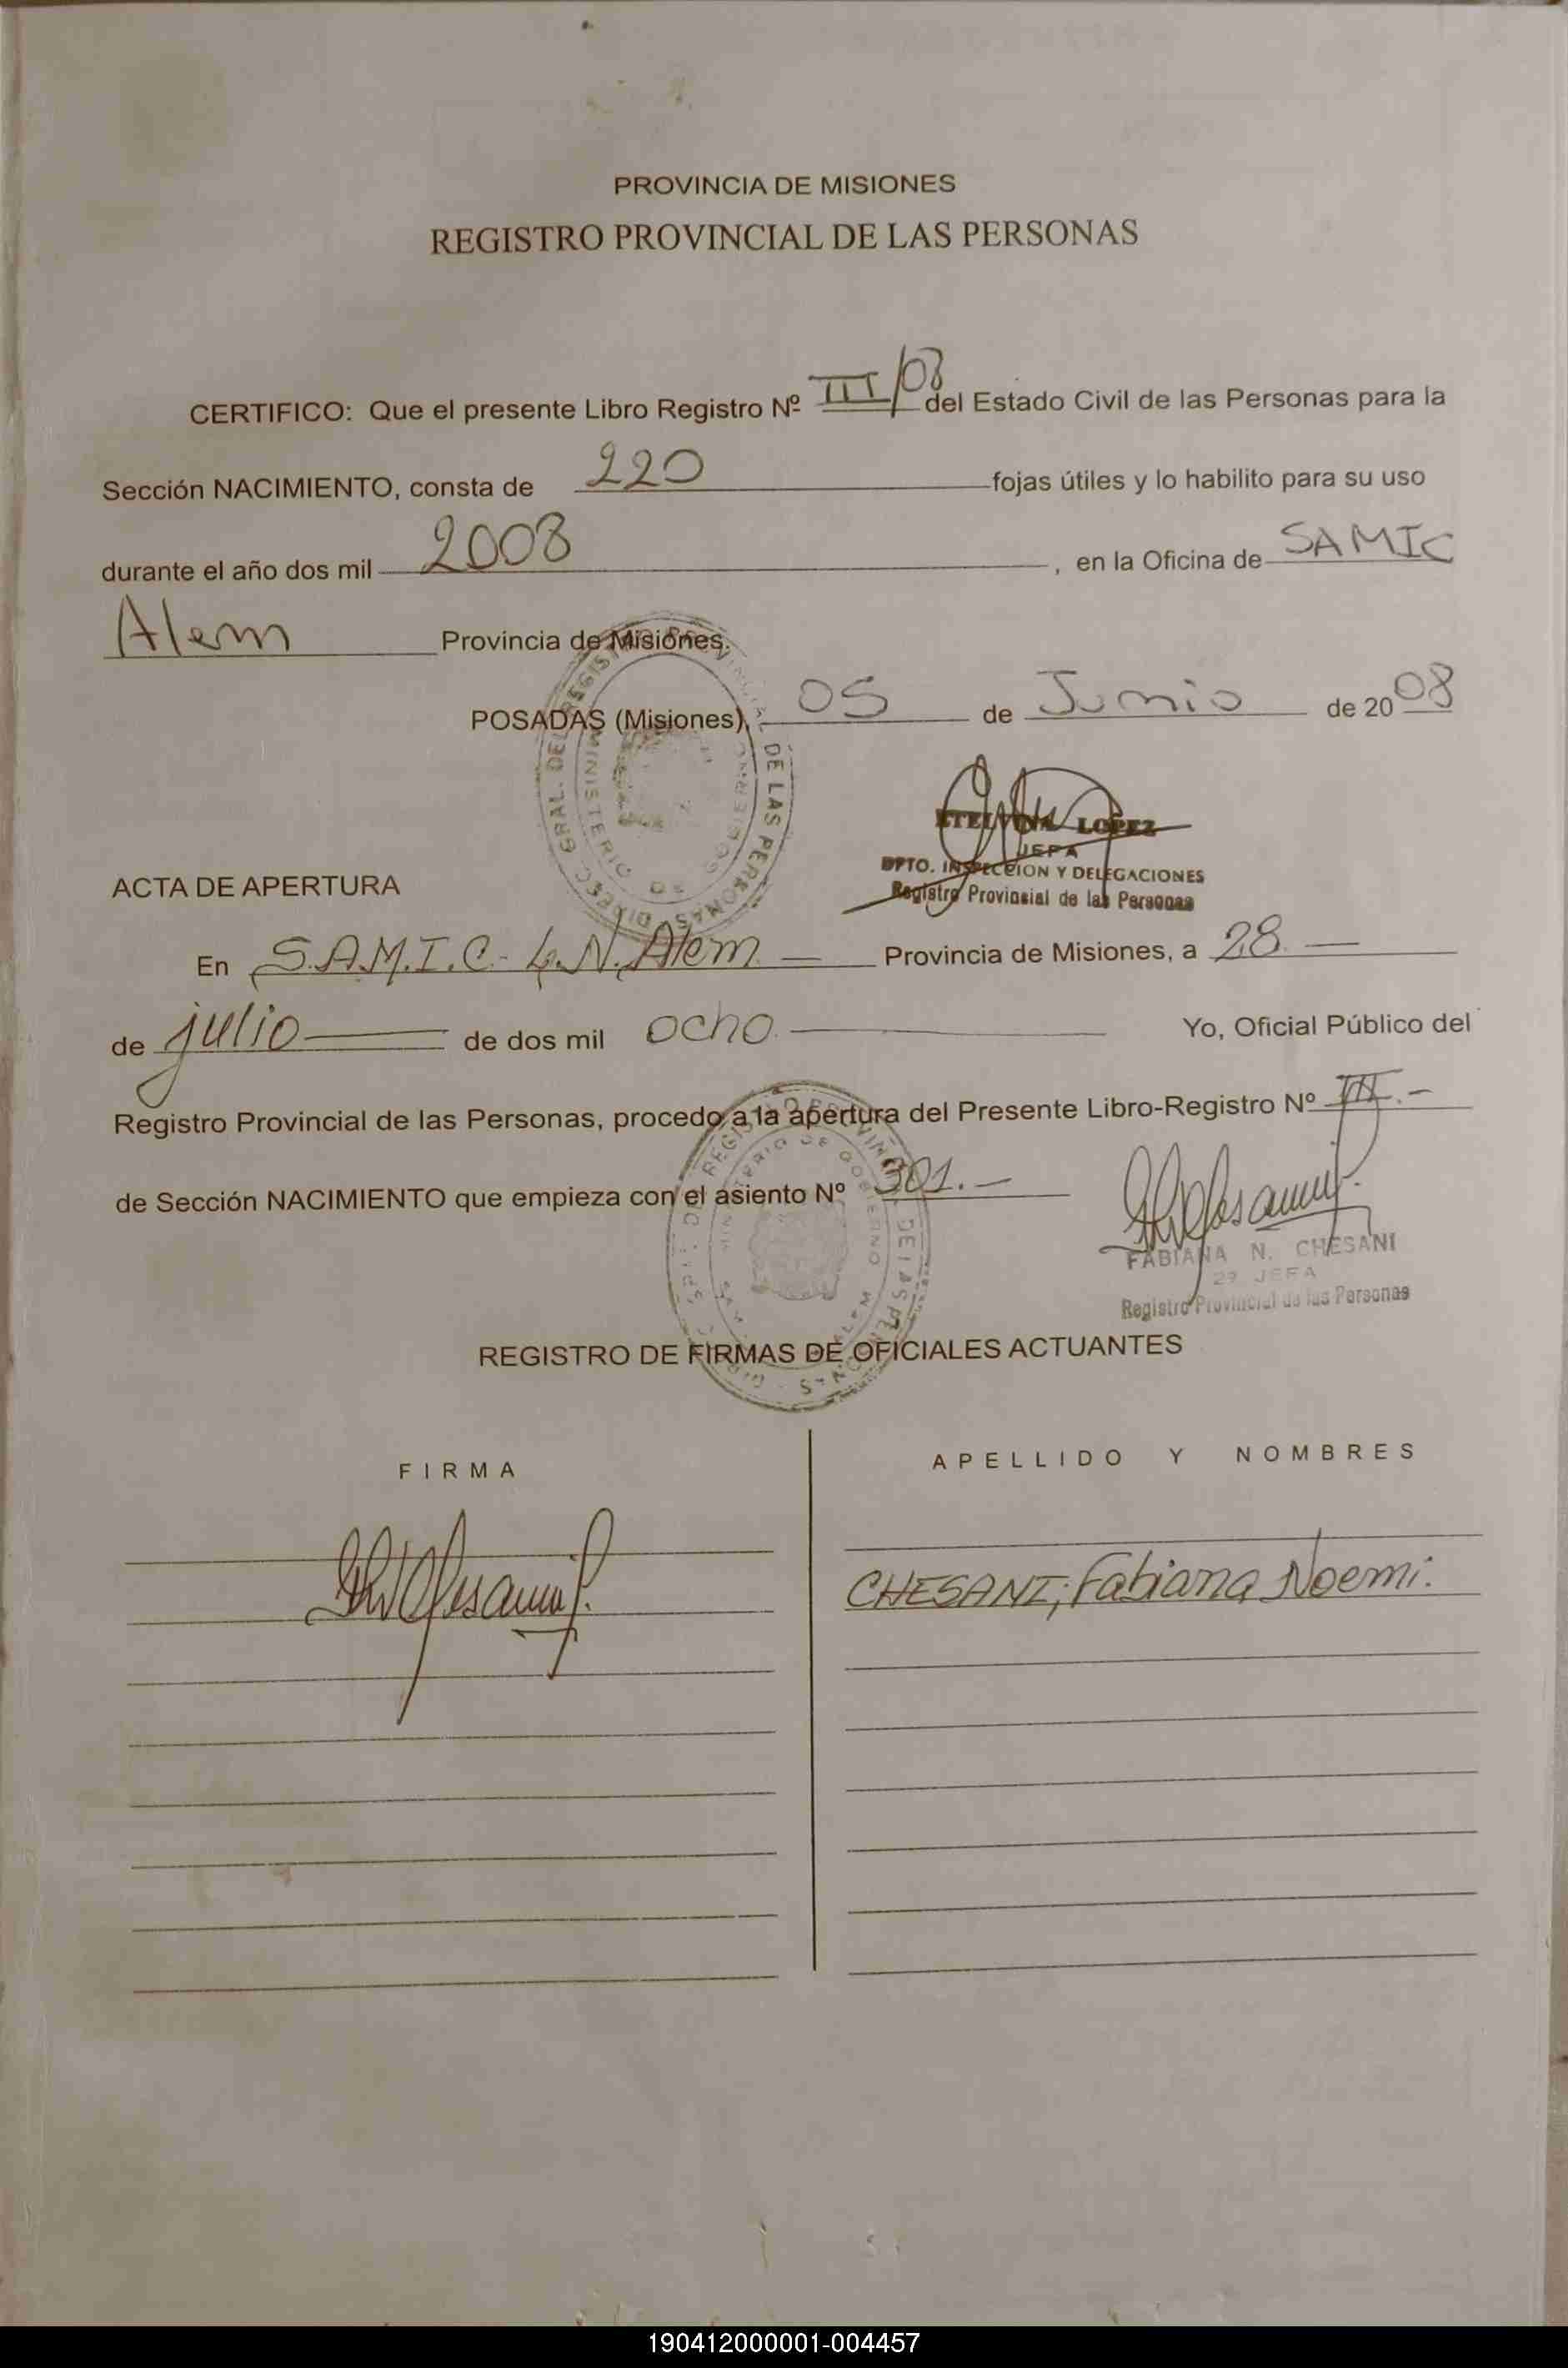 PROVINCIA DE MISIONES
REGISTRO PROVINCIAL DE LAS PERSONAS
CERTIFICO: Que el presente Libro Registro Nº III/08 del Estado Civil de las Personas para la
Sección NACIMIENTO, consta de 220 fojas útiles y lo habilito para su uso
durante el año dos mil 2008, en la Oficina de SAMIC
Alem Provincia de Misiones.
POSADAS (Misiones), 05 de Junio de 2008
ETELVINA LOPEZ
JEFA
DPTO. INSPECCION Y DELEGACIONES
Registro Provincial de las Personas
ACTA DE APERTURA
En S.A.M.I.C.- L.N. Alem Provincia de Misiones, a 28.
de julio de dos mil ocho. Yo, Oficial Público del
Registro Provincial de las Personas, procedo a la apertura del Presente Libro-Registro Nº III.-
de Sección NACIMIENTO que empieza con el asiento Nº 301.-
FABIANA N. CHESANI
JEFA
Registro Provincial de las Personas
REGISTRO DE FIRMAS DE OFICIALES ACTUANTES
FIRMA
APELLIDO Y NOMBRES
CHESANI, Fabiana Noemi.
190412000001-004457